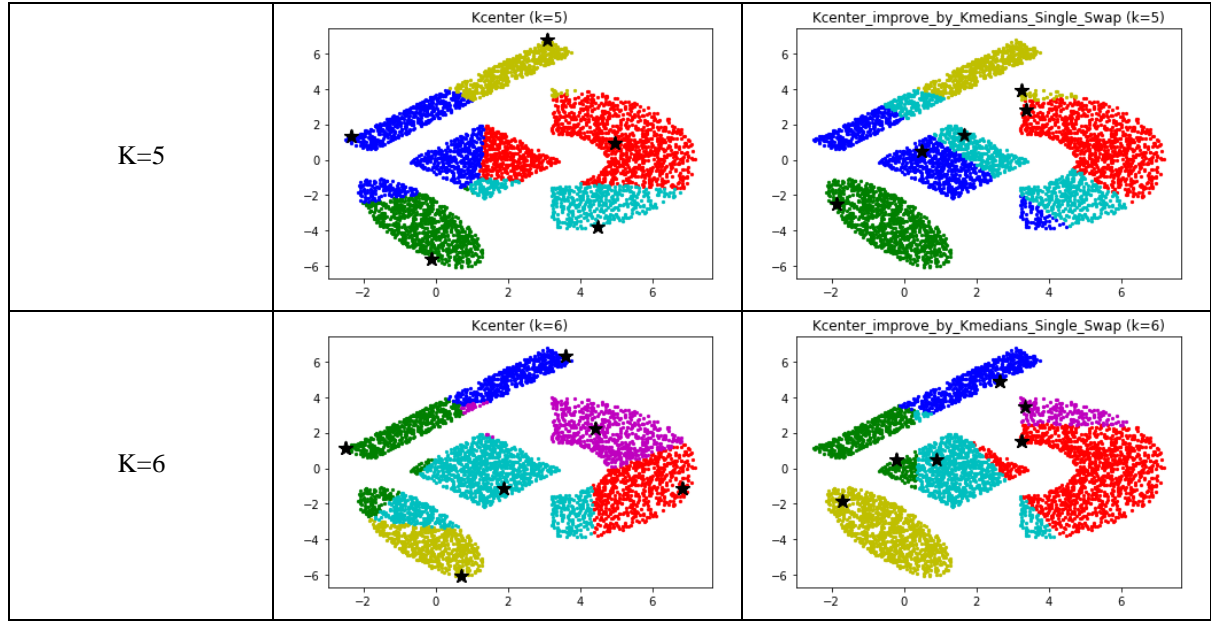 K=5
Kcenter (k=5)
6
4
2
0
−2
−4
−6
−2 0 2 4 6
Kcenter_improve_by_Kmedians_Single_Swap (k=5)
6
4
2
0
−2
−4
−6
−2 0 2 4 6
K=6
Kcenter (k=6)
6
4
2
0
−2
−4
−6
−2 0 2 4 6
Kcenter_improve_by_Kmedians_Single_Swap (k=6)
6
4
2
0
−2
−4
−6
−2 0 2 4 6